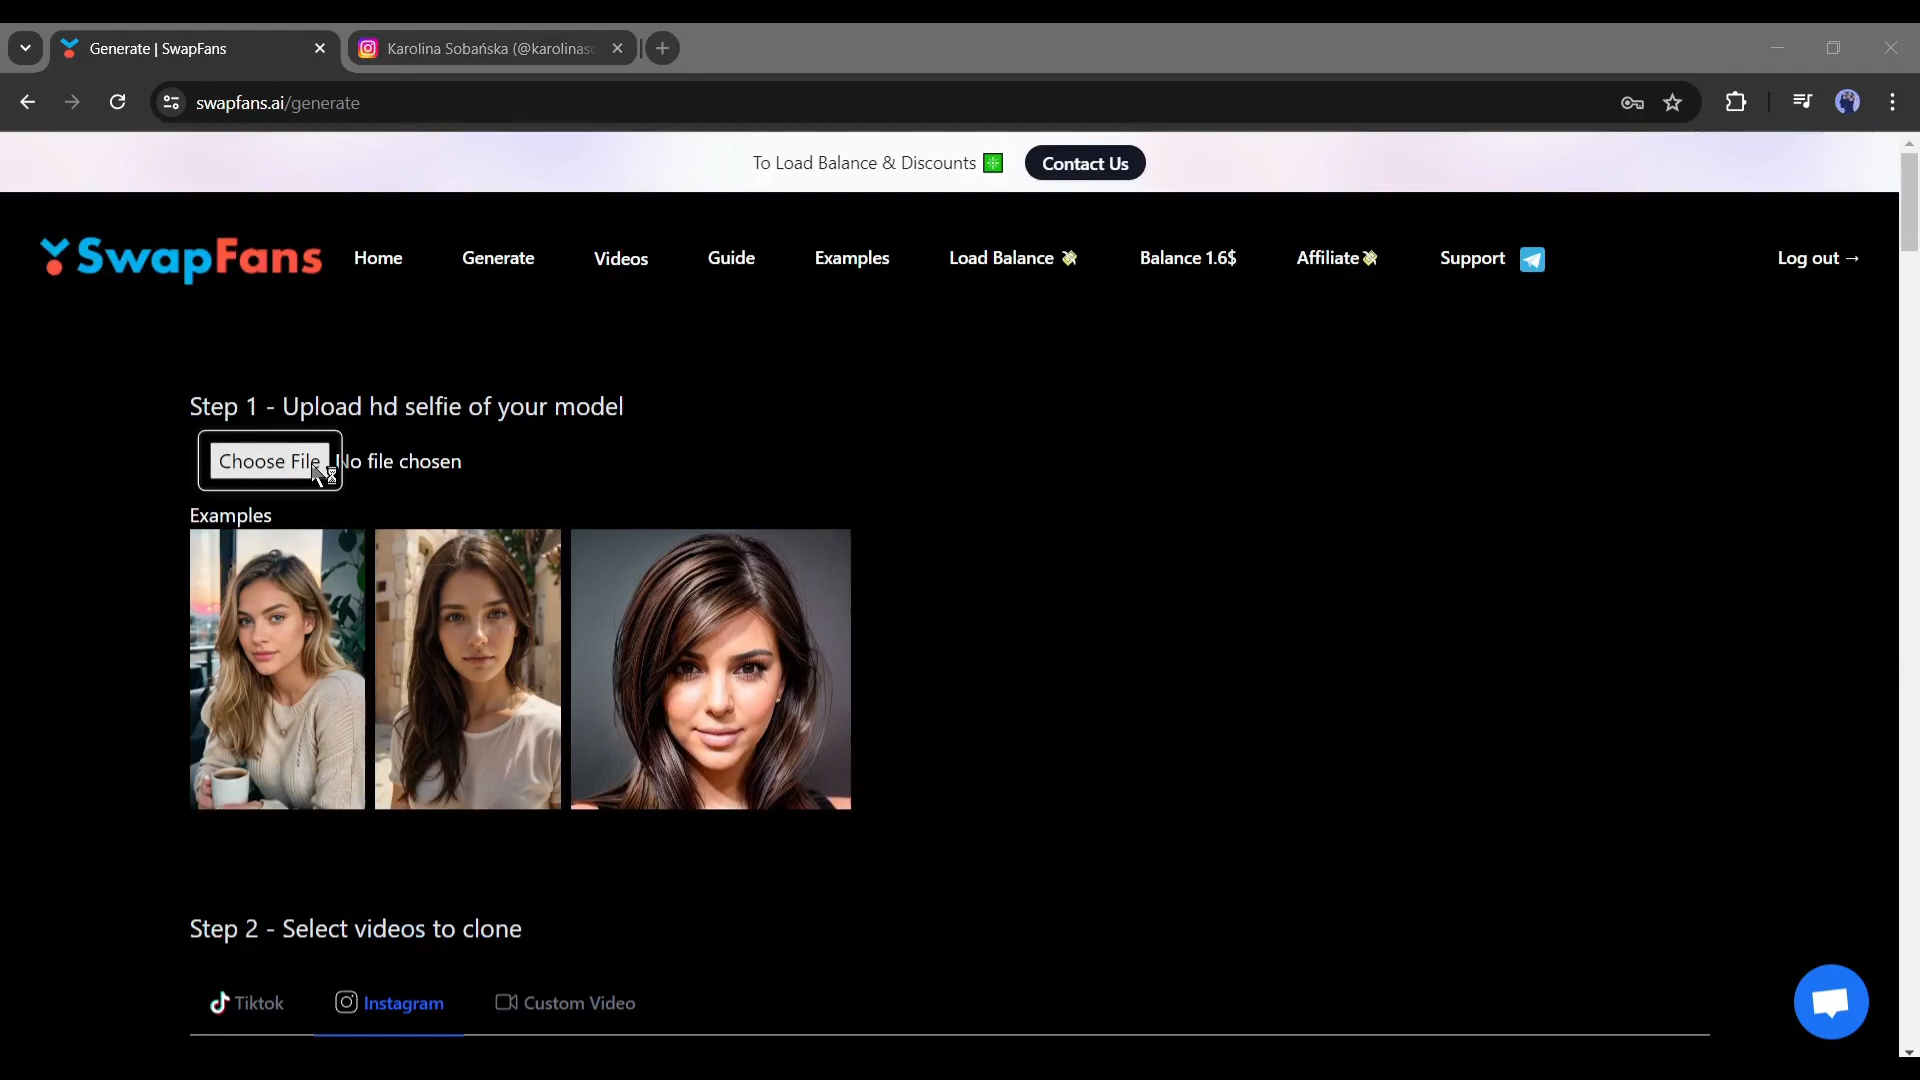 Generate | SwapFans
Karolina Sobańska (@karolinasc
swapfans.ai/generate
To Load Balance & Discounts
Contact Us
SwapFans
Home
Generate
Videos
Guide
Examples
Load Balance
Balance 1.6$
Affiliate
Support
Log out →
Step 1 - Upload hd selfie of your model
Choose File
No file chosen
Examples
Step 2 - Select videos to clone
Tiktok
Instagram
Custom Video